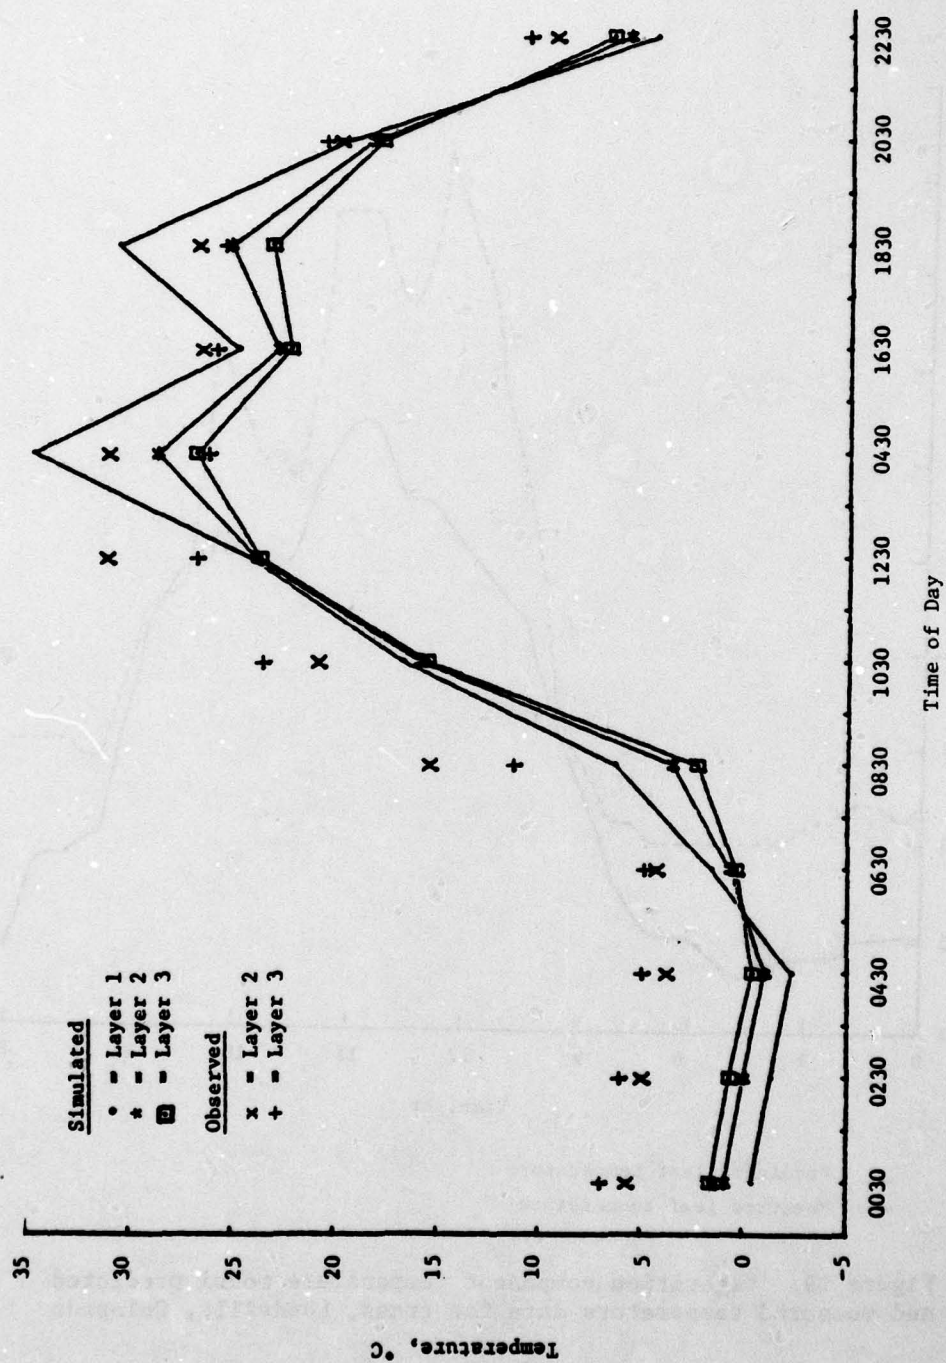 Temperature, °C
35
30
25
20
15
10
5
0
5
Simulated
• = Layer 1
* = Layer 2
⊡ = Layer 3
Observed
x = Layer 2
+ = Layer 3
0030
0230
0430
0630
0830
1030
1230
0430
1630
1830
2030
2230
Time of Day